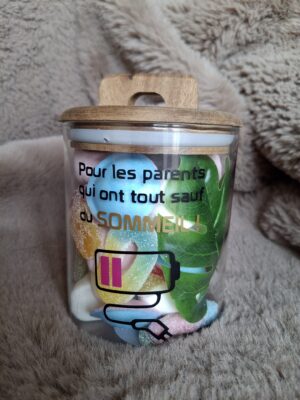 Pour les parents
qui ont tout sauf
du SOMMEIL !